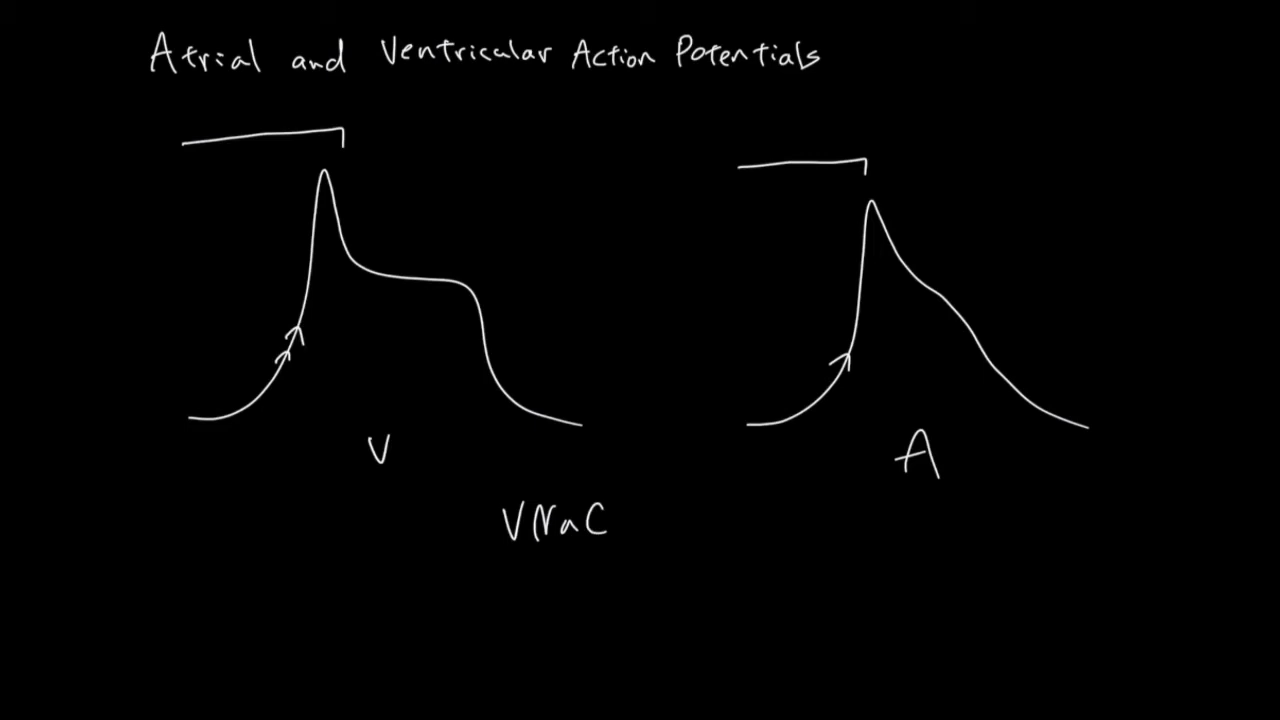 Atrial and Ventricular Action Potentials
V
A
VNaC